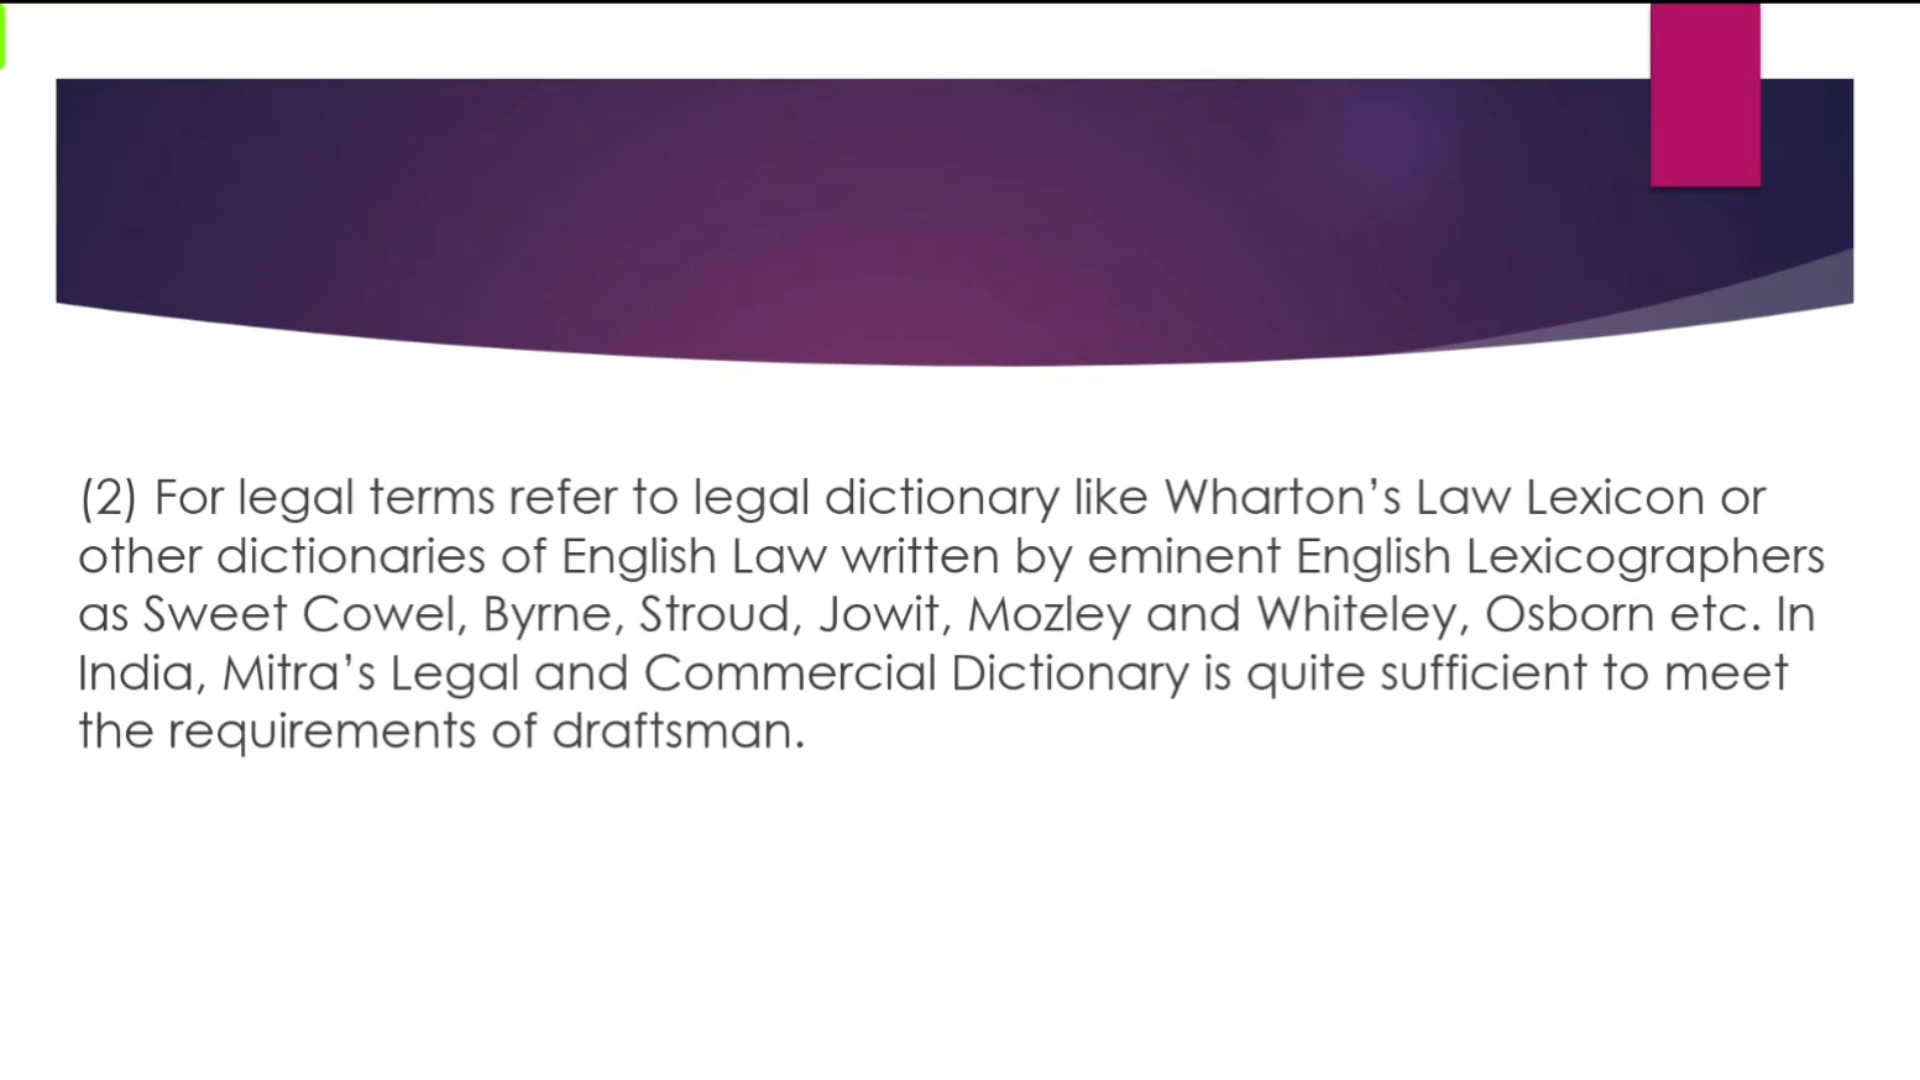 (2) For legal terms refer to legal dictionary like Wharton’s Law Lexicon or
other dictionaries of English Law written by eminent English Lexicographers
as Sweet Cowel, Byrne, Stroud, Jowit, Mozley and Whiteley, Osborn etc. In
India, Mitra’s Legal and Commercial Dictionary is quite sufficient to meet
the requirements of draftsman.